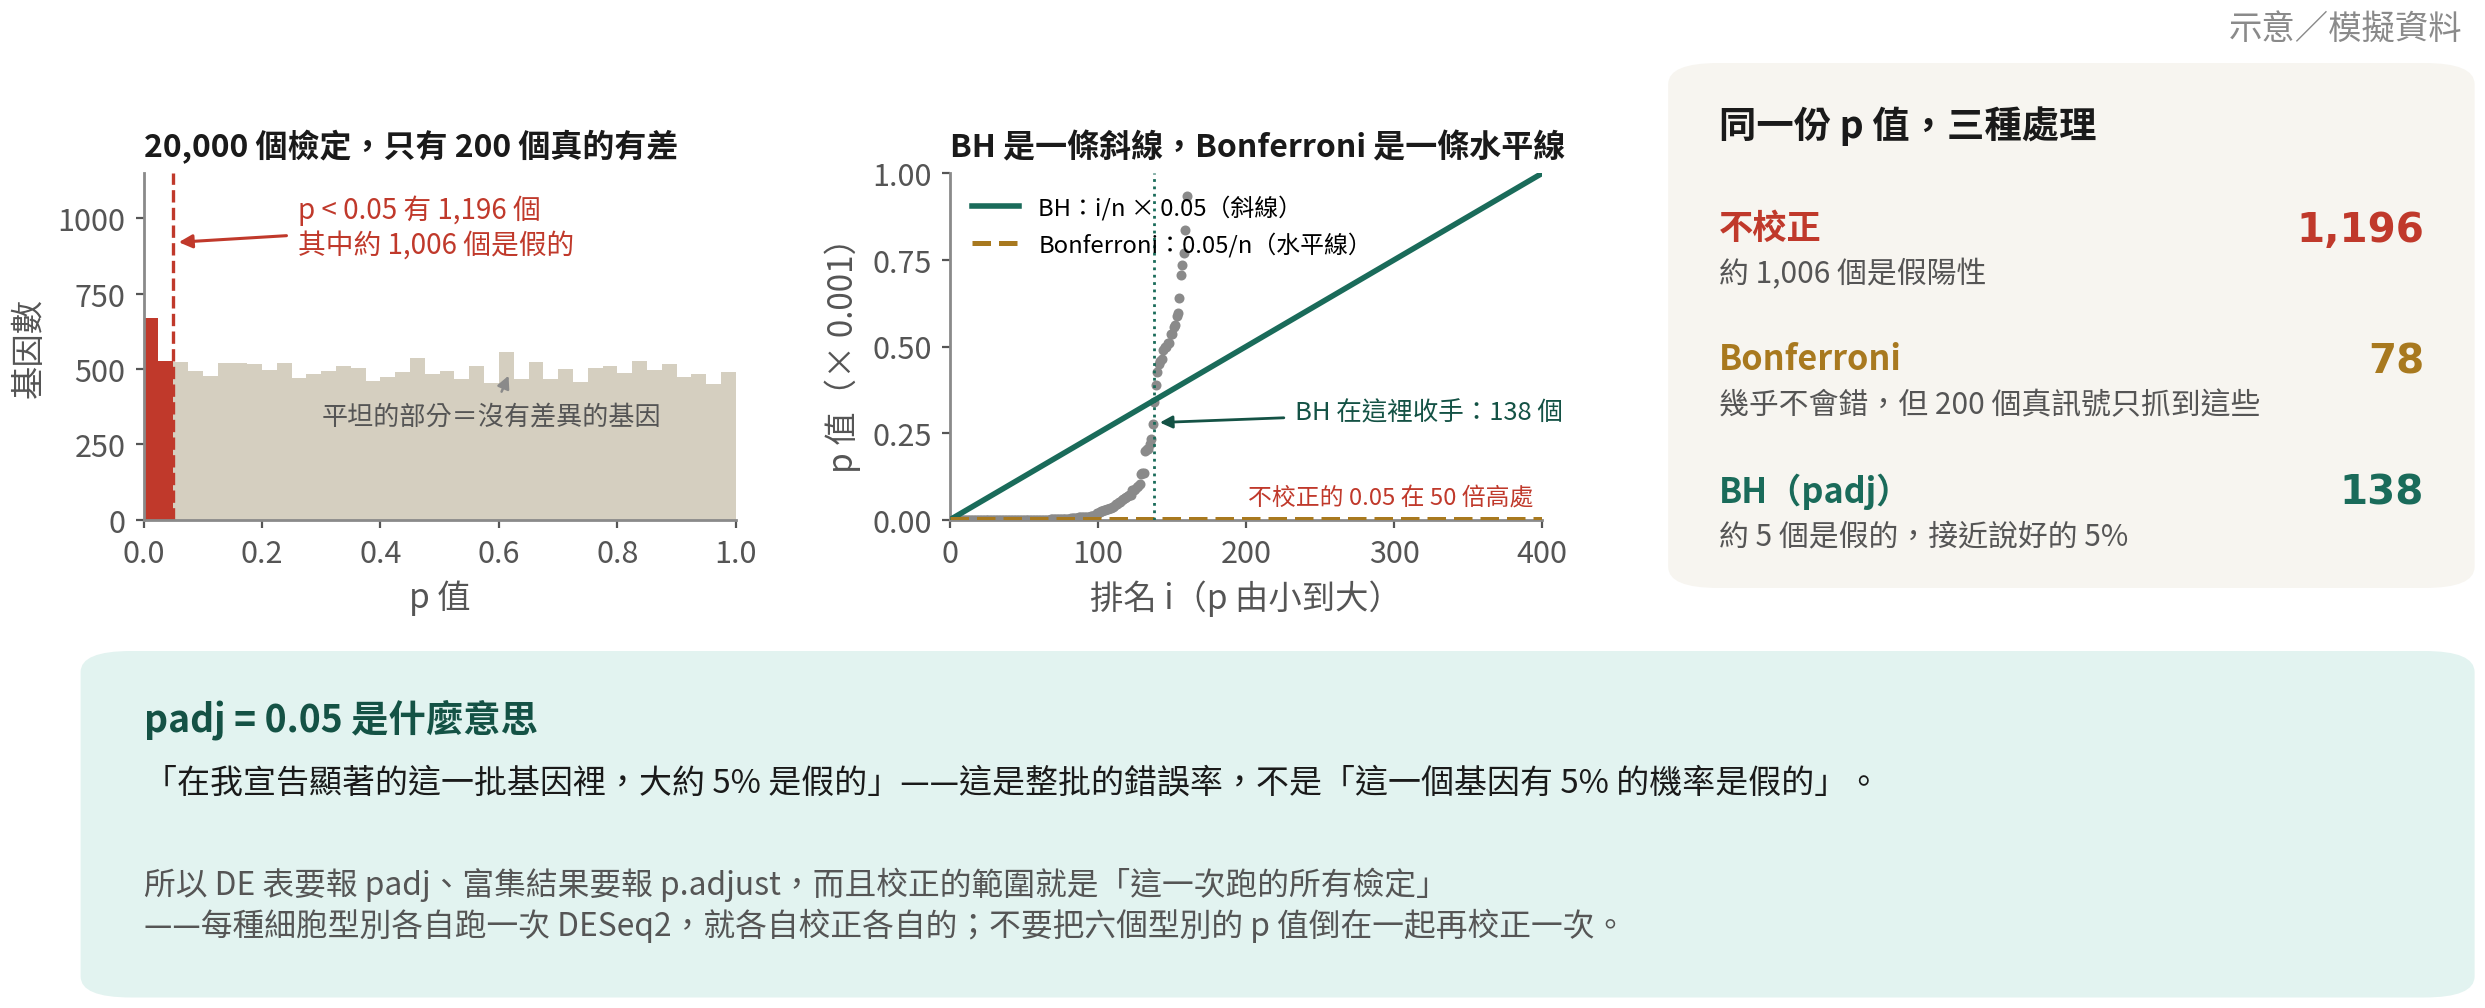 示意／模擬資料
20,000 個檢定，只有 200 個真的有差
p < 0.05 有 1,196 個
其中約 1,006 個是假的
平坦的部分＝沒有差異的基因
基因數
1000
750
500
250
0
0.0
0.2
0.4
0.6
0.8
1.0
p 值
BH 是一條斜線，Bonferroni 是一條水平線
BH：i/n × 0.05（斜線）
Bonferroni：0.05/n（水平線）
BH 在這裡收手：138 個
不校正的 0.05 在 50 倍高處
p 值（× 0.001）
1.00
0.75
0.50
0.25
0.00
0
100
200
300
400
排名 i（p 由小到大）
同一份 p 值，三種處理
不校正
1,196
約 1,006 個是假陽性
Bonferroni
78
幾乎不會錯，但 200 個真訊號只抓到這些
BH（padj）
138
約 5 個是假的，接近說好的 5%
padj = 0.05 是什麼意思
「在我宣告顯著的這一批基因裡，大約 5% 是假的」——這是整批的錯誤率，不是「這一個基因有 5% 的機率是假的」。
所以 DE 表要報 padj、富集結果要報 p.adjust，而且校正的範圍就是「這一次跑的所有檢定」
——每種細胞型別各自跑一次 DESeq2，就各自校正各自的；不要把六個型別的 p 值倒在一起再校正一次。